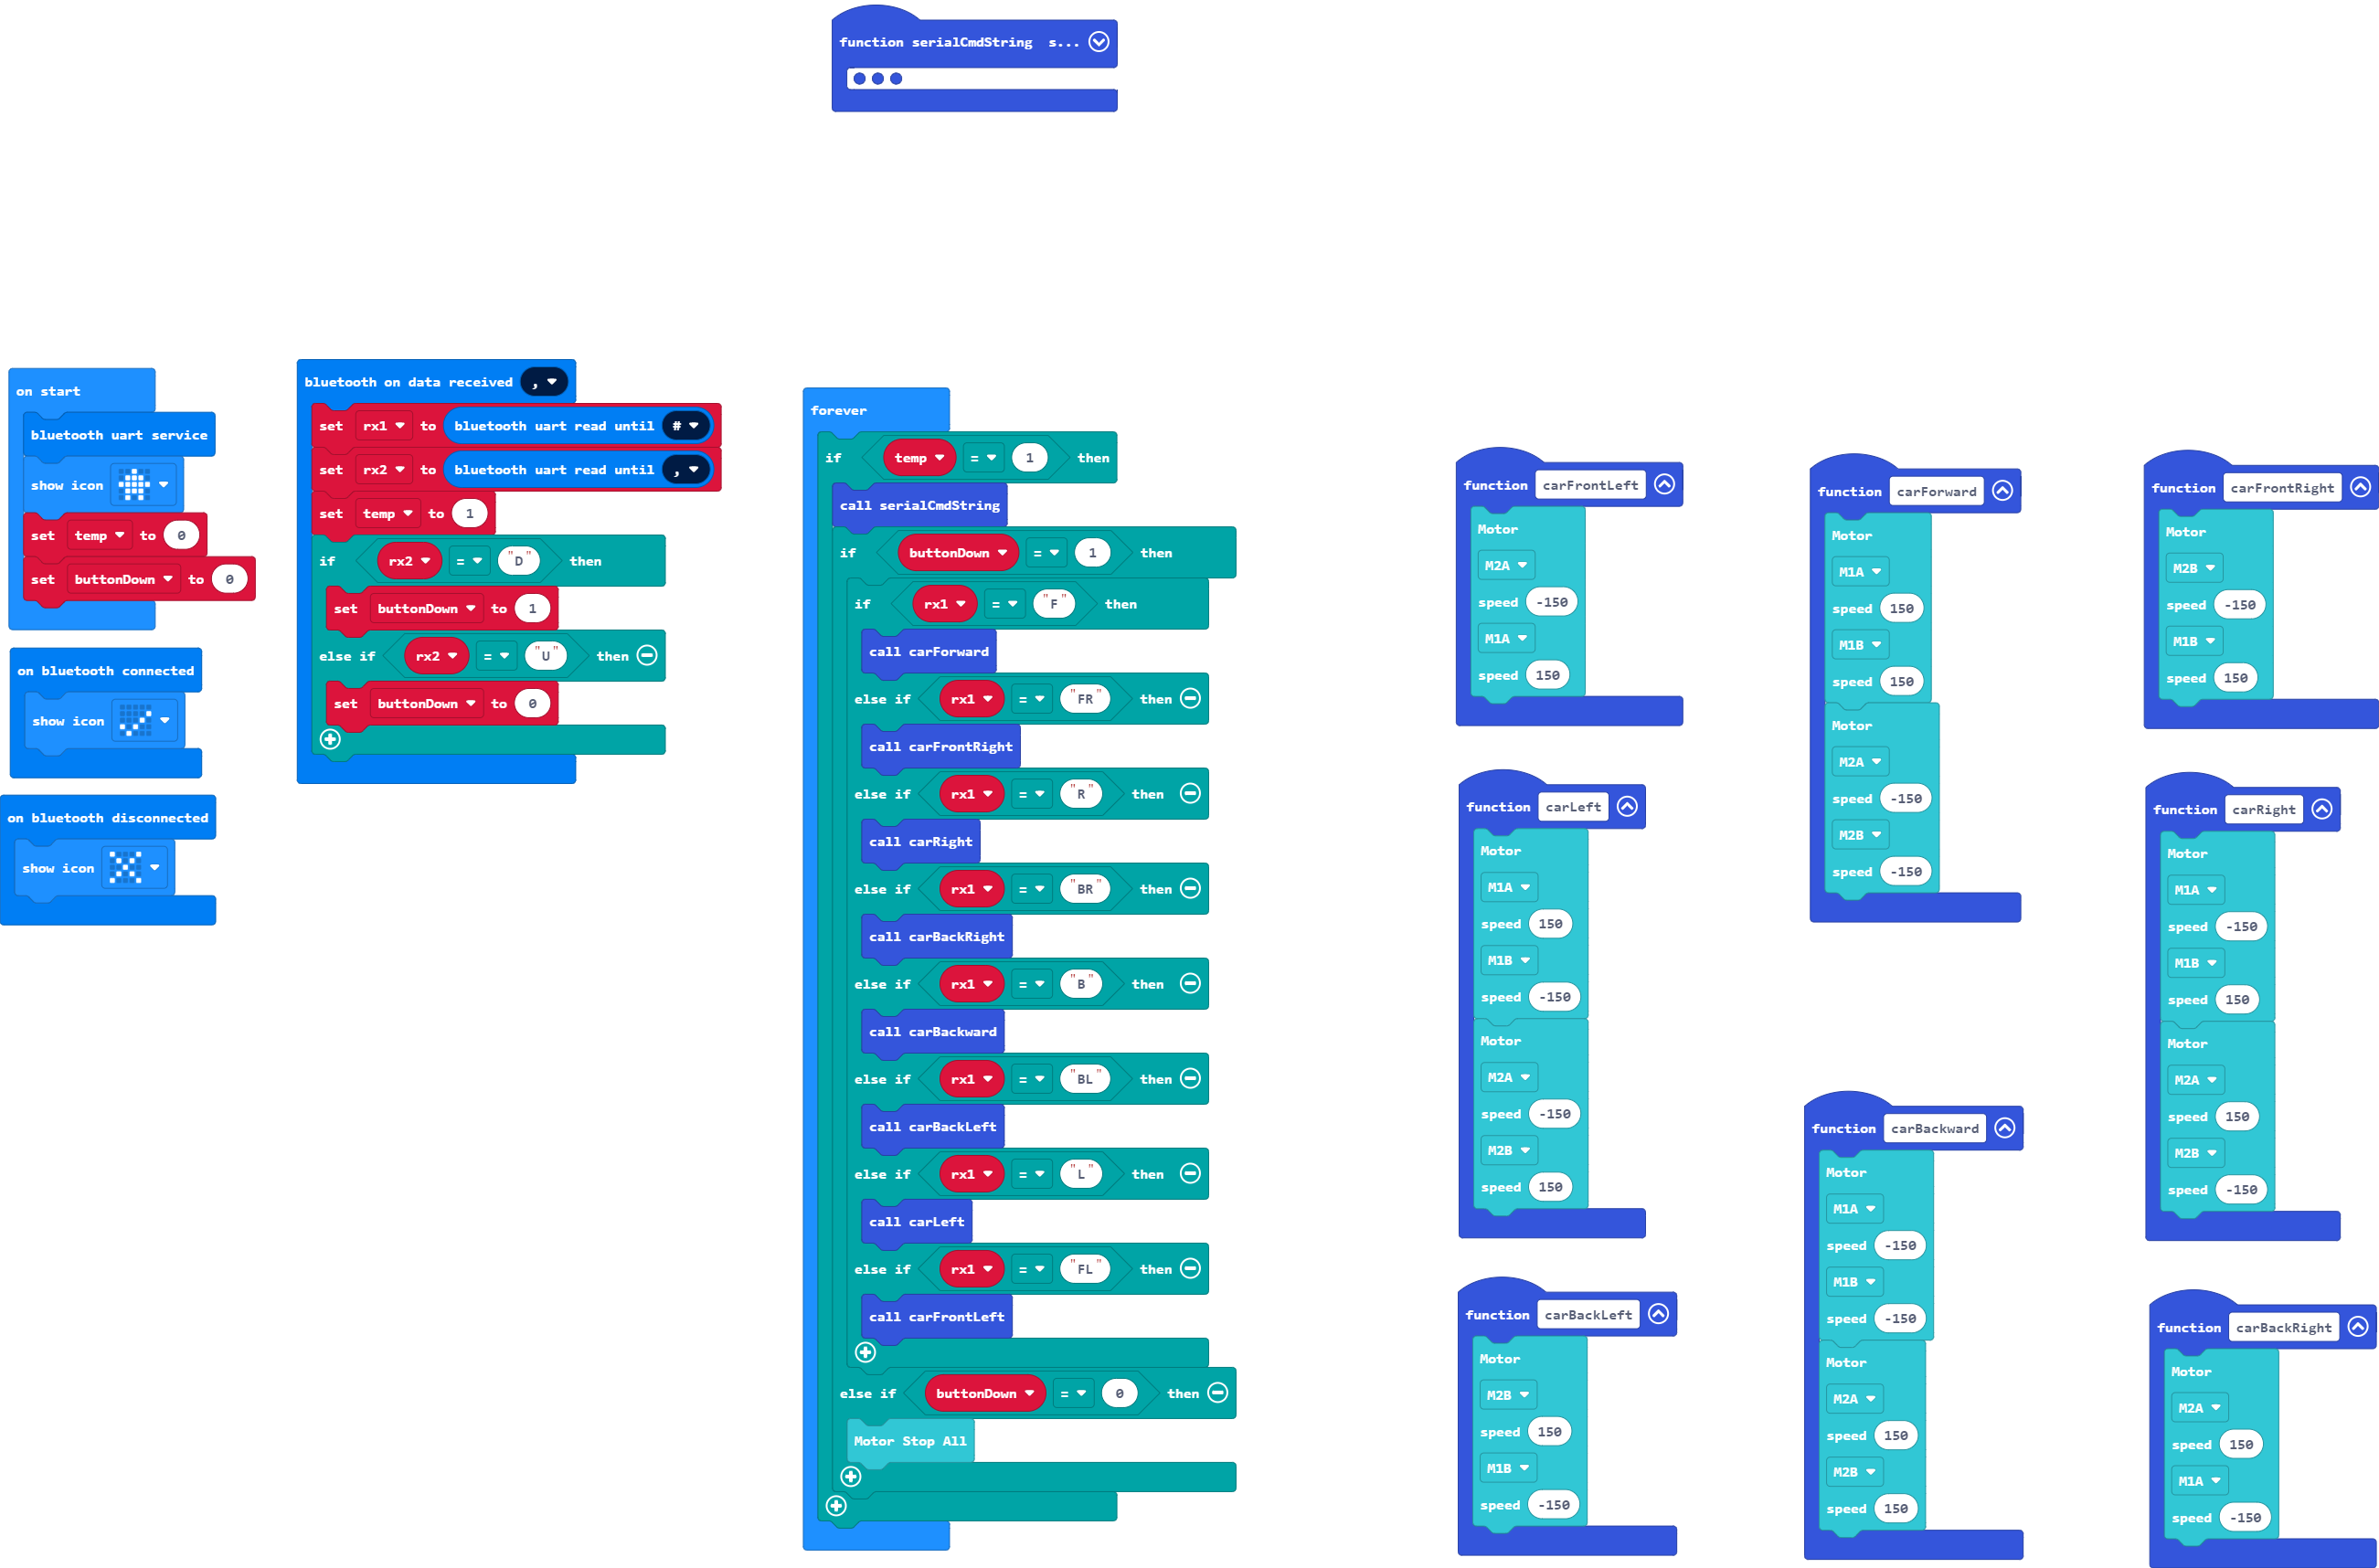 function serialCmdString s...
on start
bluetooth uart service
show icon
set temp to 0
set buttonDown to 0
on bluetooth connected
show icon
on bluetooth disconnected
show icon
bluetooth on data received ,
set rx1 to bluetooth uart read until #
set rx2 to bluetooth uart read until ,
set temp to 1
if rx2 = "D" then
set buttonDown to 1
else if rx2 = "U" then
set buttonDown to 0
forever
if temp = 1 then
call serialCmdString
if buttonDown = 1 then
if rx1 = "F" then
call carForward
else if rx1 = "FR" then
call carFrontRight
else if rx1 = "R" then
call carRight
else if rx1 = "BR" then
call carBackRight
else if rx1 = "B" then
call carBackward
else if rx1 = "BL" then
call carBackLeft
else if rx1 = "L" then
call carLeft
else if rx1 = "FL" then
call carFrontLeft
else if buttonDown = 0 then
Motor Stop All
function carFrontLeft
Motor
M2A
speed -150
M1A
speed 150
function carLeft
Motor
M1A
speed 150
M1B
speed -150
Motor
M2A
speed -150
M2B
speed 150
function carBackLeft
Motor
M2B
speed 150
M1B
speed -150
function carForward
Motor
M1A
speed 150
M1B
speed 150
Motor
M2A
speed -150
M2B
speed -150
function carBackward
Motor
M1A
speed -150
M1B
speed -150
Motor
M2A
speed 150
M2B
speed 150
function carFrontRight
Motor
M2B
speed -150
M1B
speed 150
function carRight
Motor
M1A
speed -150
M1B
speed 150
Motor
M2A
speed 150
M2B
speed -150
function carBackRight
Motor
M2A
speed 150
M1A
speed -150